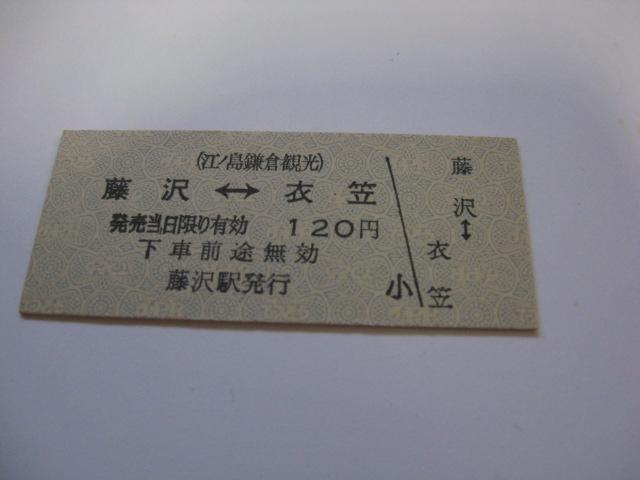 (江ノ島鎌倉観光)
藤沢 ↔ 衣笠
発売当日限り有効 120円
下車前途無効
藤沢駅発行
小
藤沢↔衣笠